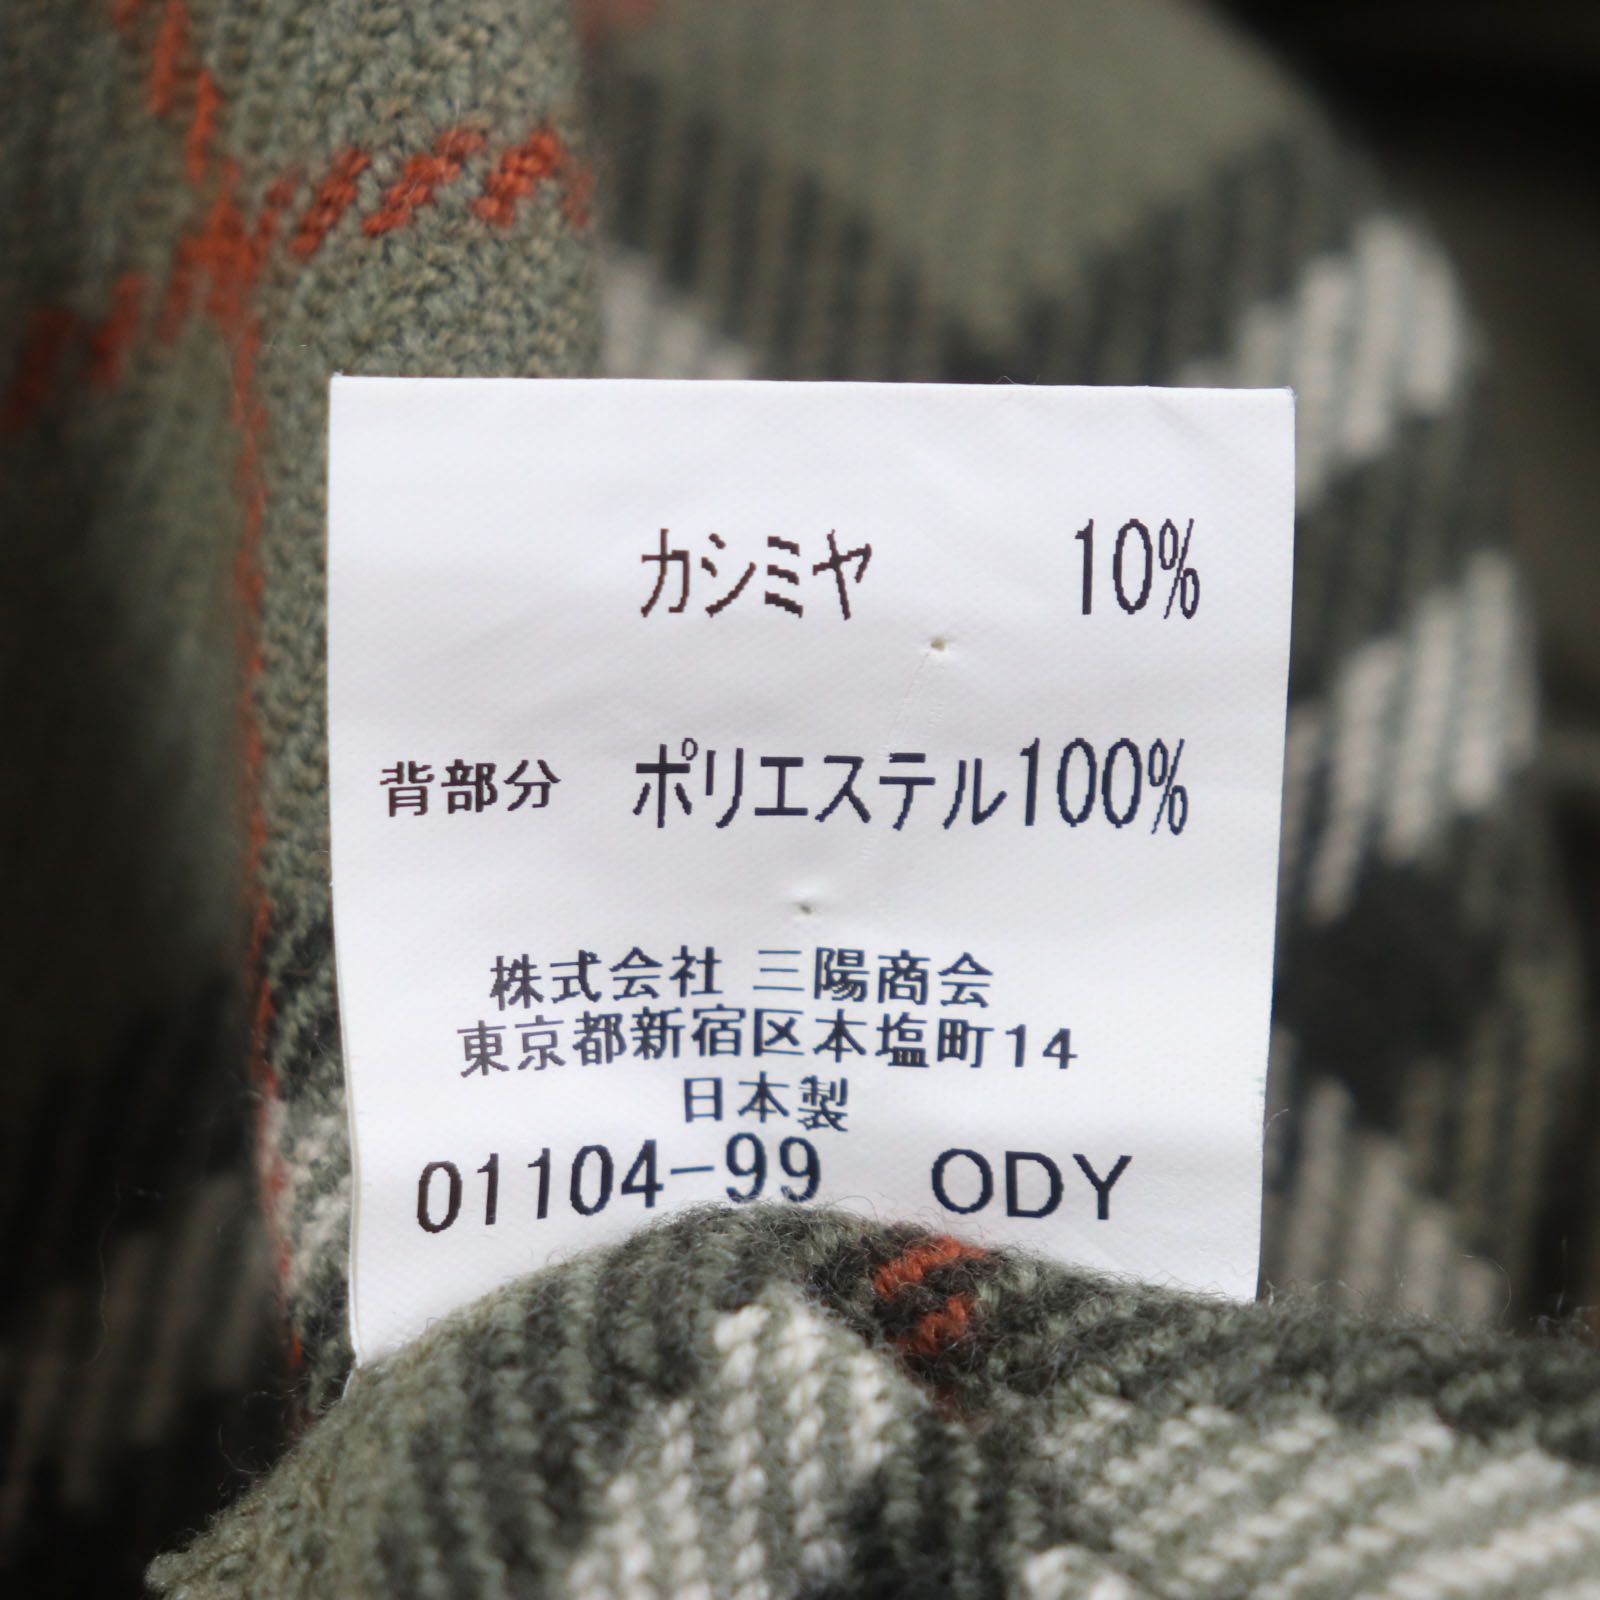 カシミヤ 10%
背部分 ポリエステル100%
株式会社 三陽商会
東京都新宿区本塩町14
日本製
01104-99 ODY